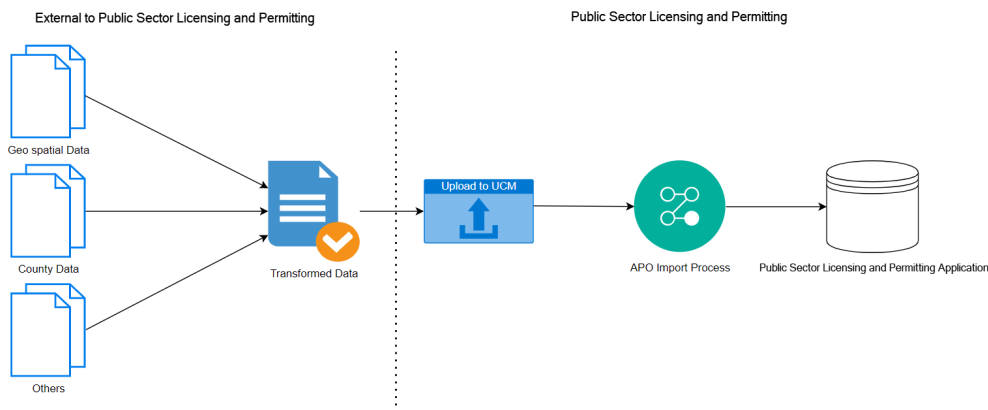 External to Public Sector Licensing and Permitting
Public Sector Licensing and Permitting
Geo spatial Data
County Data
Others
Transformed Data
Upload to UCM
APO Import Process
Public Sector Licensing and Permitting Application